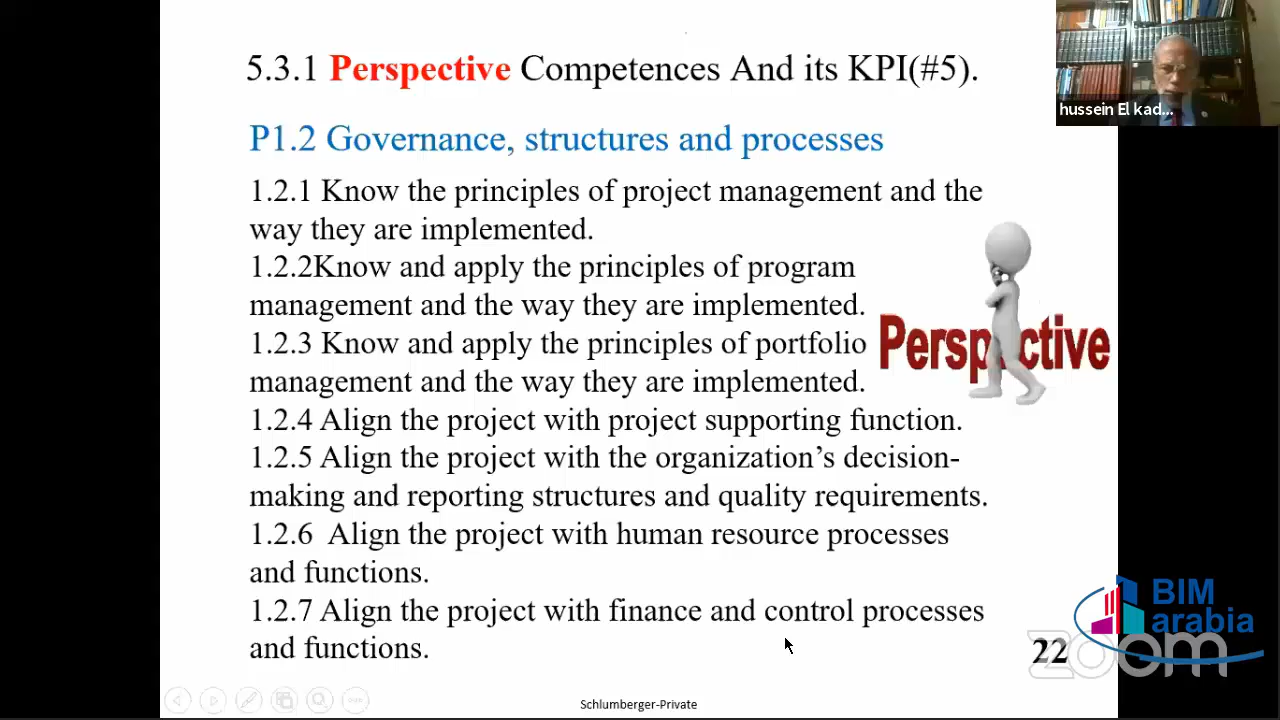 5.3.1 Perspective Competences And its KPI(#5).
hussein El kad...
P1.2 Governance, structures and processes
1.2.1 Know the principles of project management and the
way they are implemented.
1.2.2Know and apply the principles of program
management and the way they are implemented.
1.2.3 Know and apply the principles of portfolio
management and the way they are implemented.
Persp ctive
1.2.4 Align the project with project supporting function.
1.2.5 Align the project with the organization’s decision-
making and reporting structures and quality requirements.
1.2.6 Align the project with human resource processes
and functions.
1.2.7 Align the project with finance and control processes
and functions.
BIM
arabia
zoom
22
Schlumberger-Private